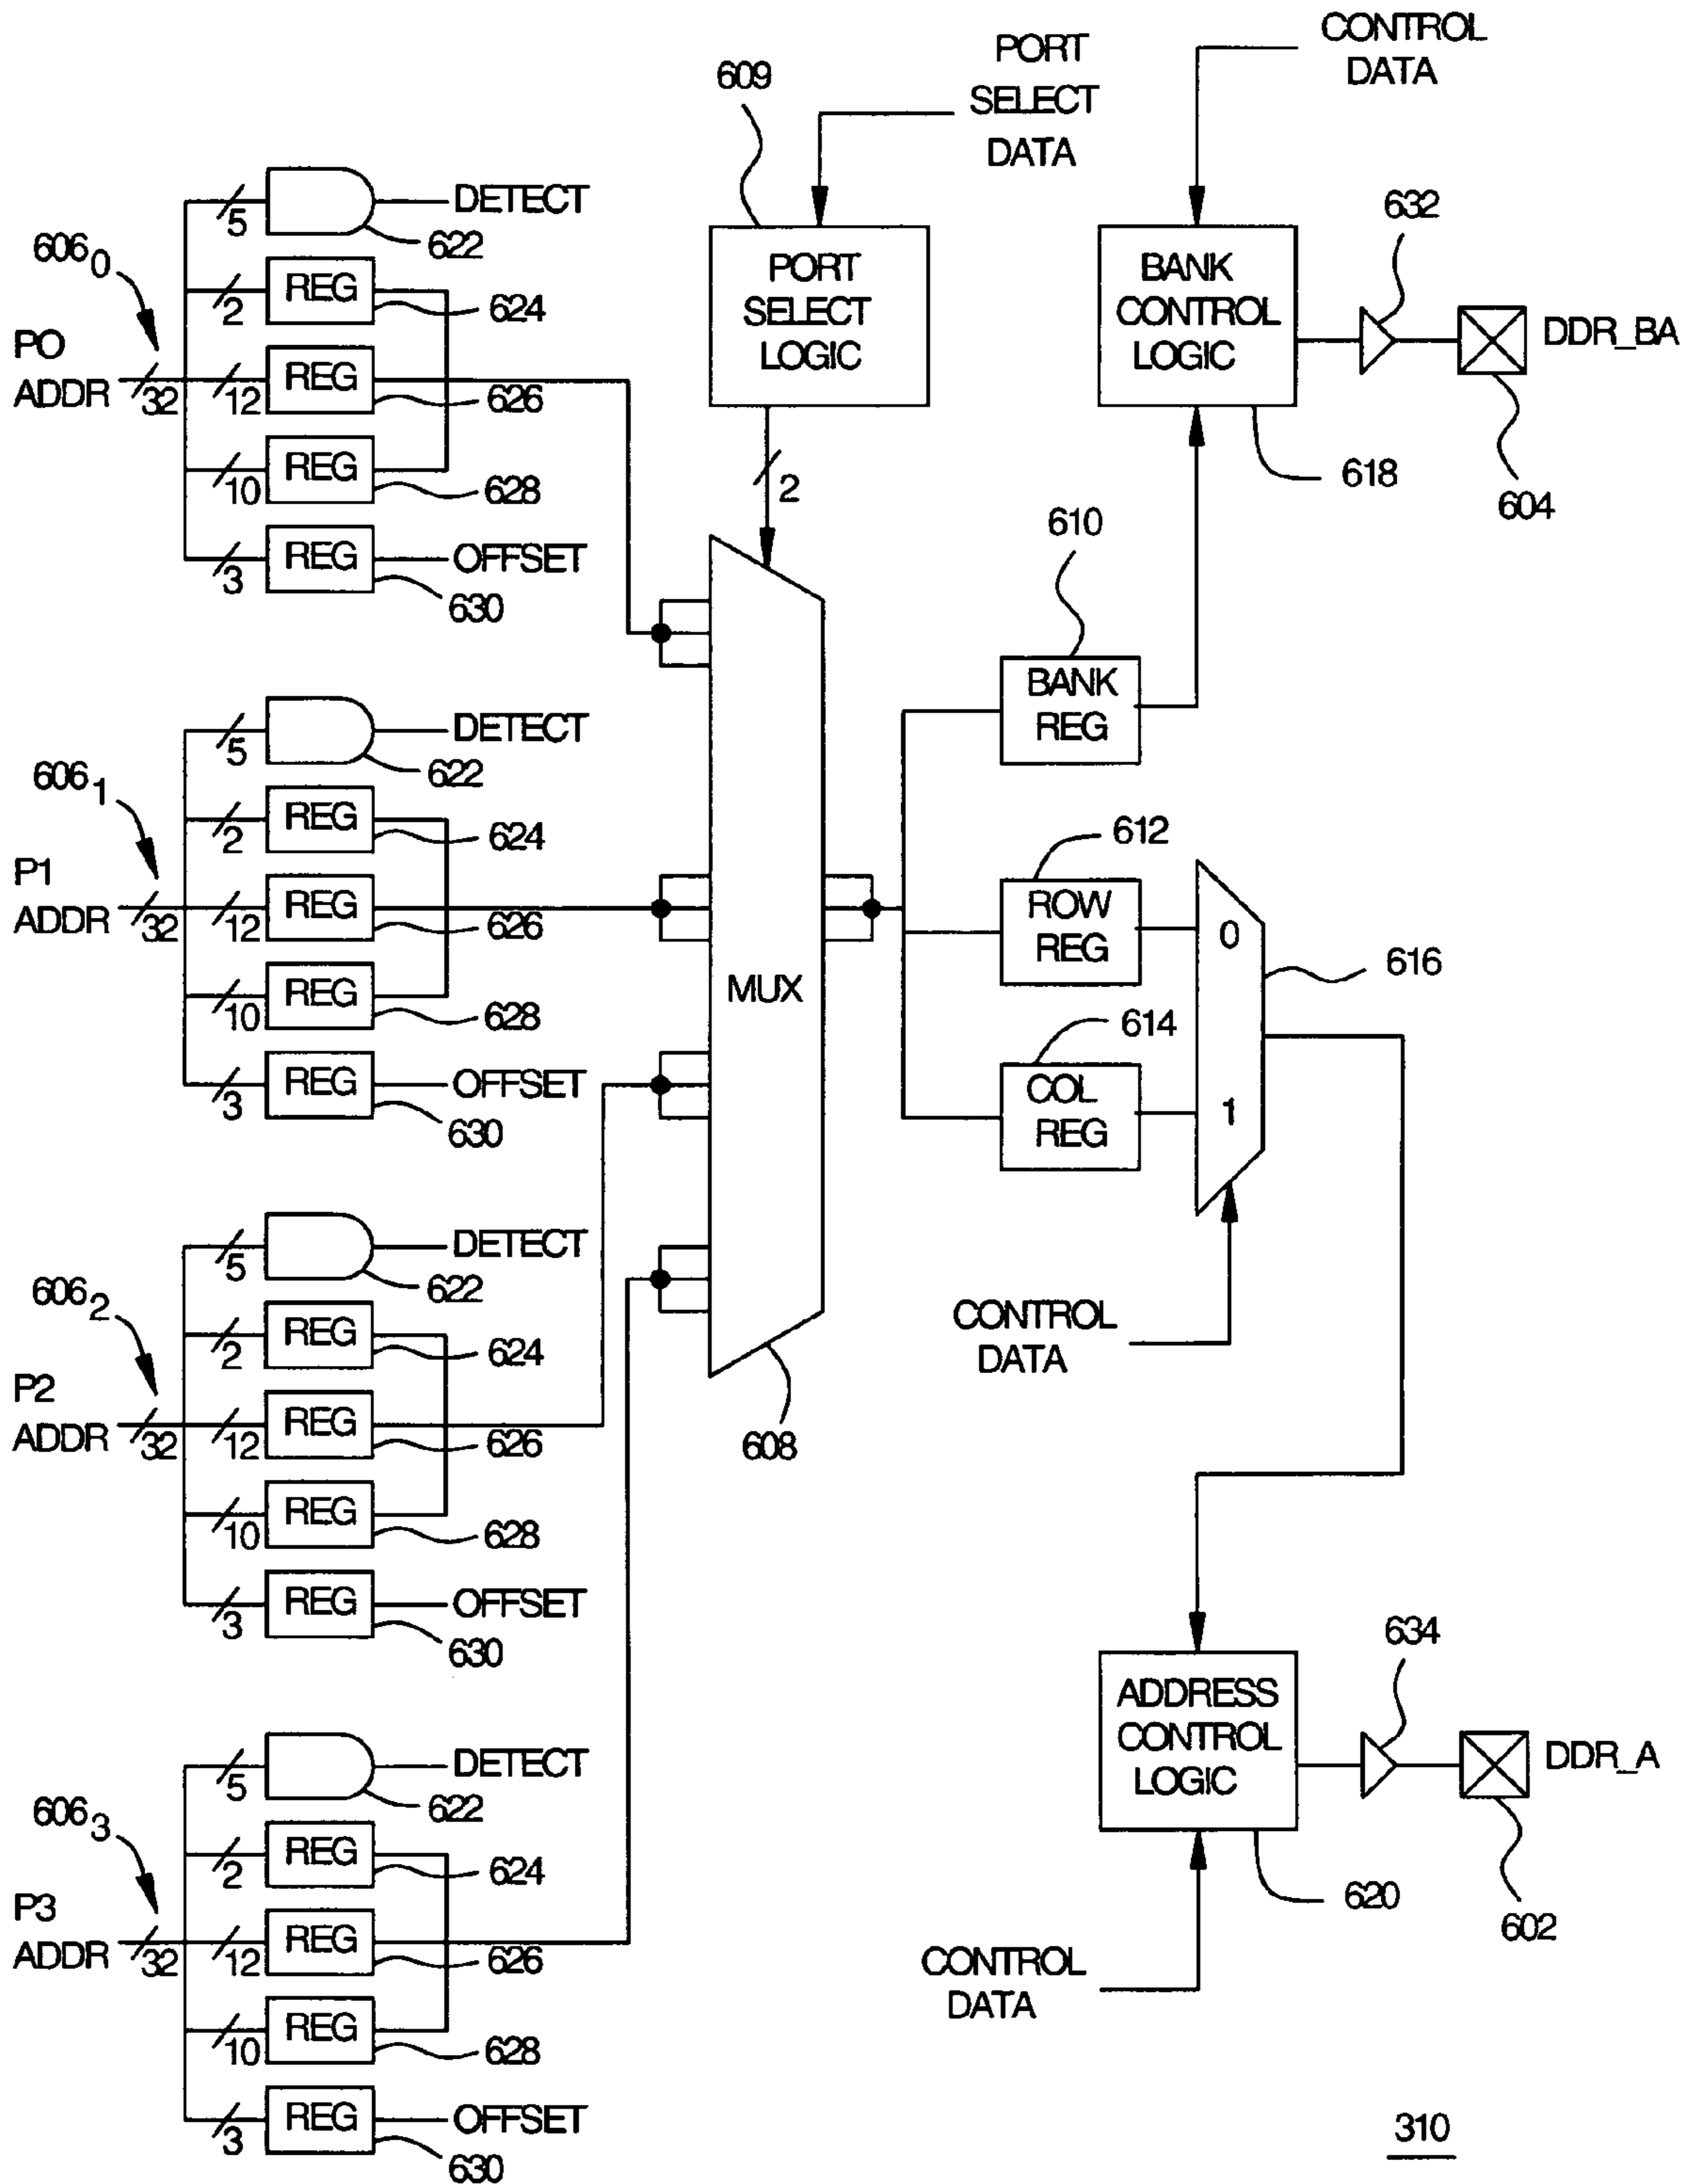 PORT
SELECT
DATA
CONTROL
DATA
609
632
DETECT
5
622
606 0
REG
2
624
PORT
SELECT
LOGIC
BANK
CONTROL
LOGIC
DDR_BA
PO
ADDR
32
12
REG
626
10
REG
628
2
618
604
3
REG
OFFSET
630
610
BANK
REG
DETECT
5
622
606 1
REG
2
624
P1
ADDR
32
12
REG
626
10
REG
628
3
REG
OFFSET
630
MUX
612
ROW
REG
0
616
614
COL
REG
1
DETECT
5
622
606 2
REG
2
624
P2
ADDR
32
12
REG
626
10
REG
628
3
REG
OFFSET
630
CONTROL
DATA
608
634
ADDRESS
CONTROL
LOGIC
DDR_A
620
602
CONTROL
DATA
DETECT
5
622
606 3
REG
2
624
P3
ADDR
32
12
REG
626
10
REG
628
3
REG
OFFSET
630
310